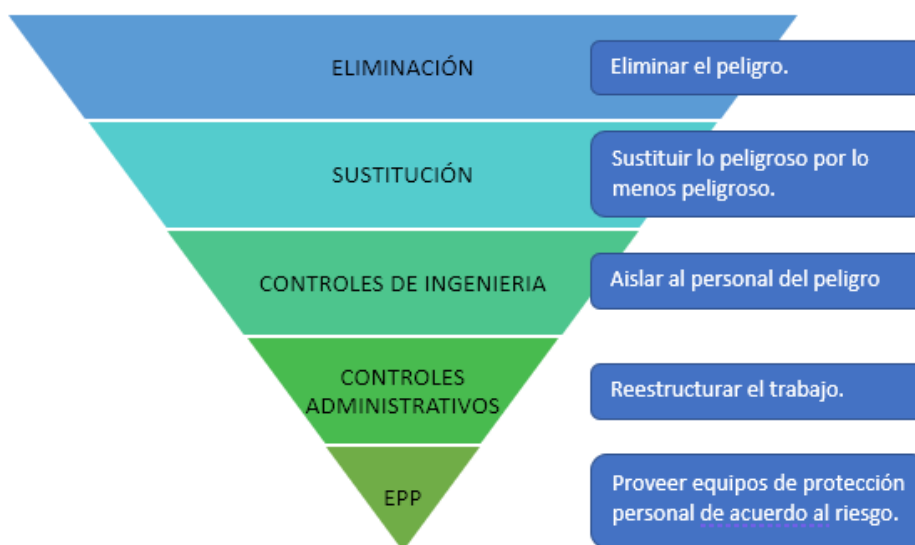 ELIMINACIÓN
Eliminar el peligro.
SUSTITUCIÓN
Sustituir lo peligroso por lo
menos peligroso.
CONTROLES DE INGENIERIA
Aislar al personal del peligro
CONTROLES
ADMINISTRATIVOS
Reestructurar el trabajo.
EPP
Proveer equipos de protección
personal de acuerdo al riesgo.